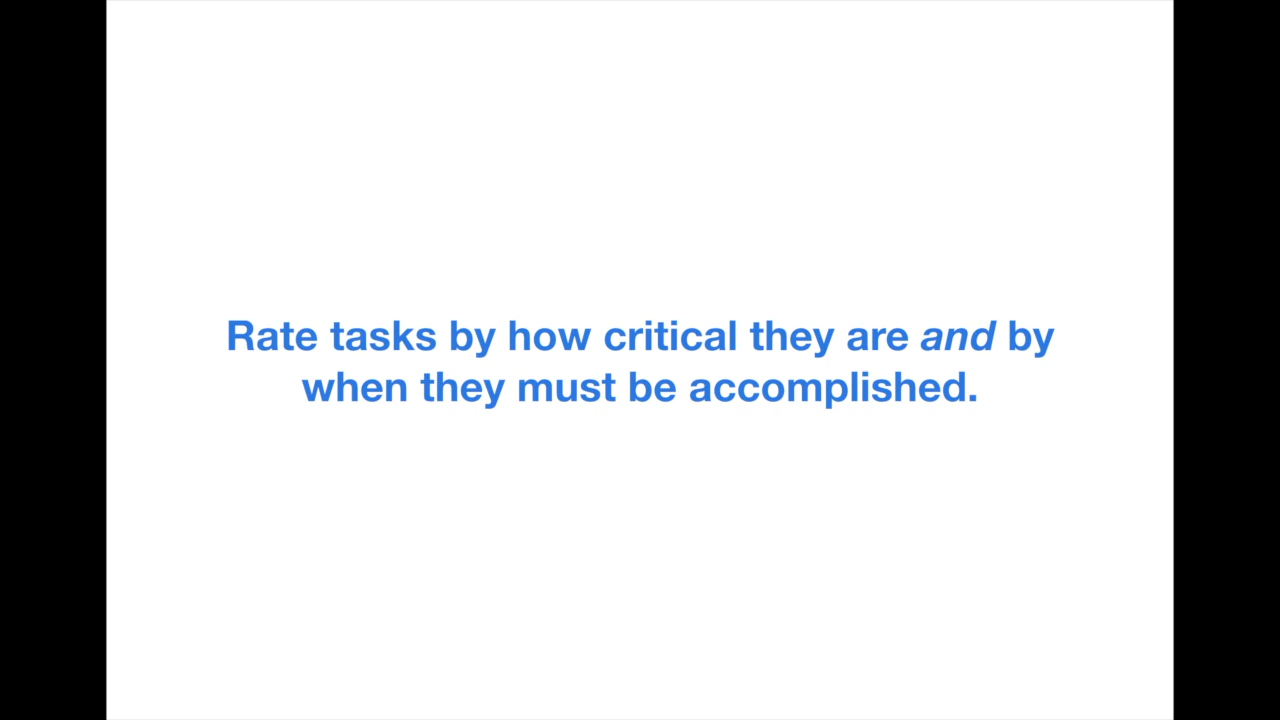 Rate tasks by how critical they are and by
when they must be accomplished.